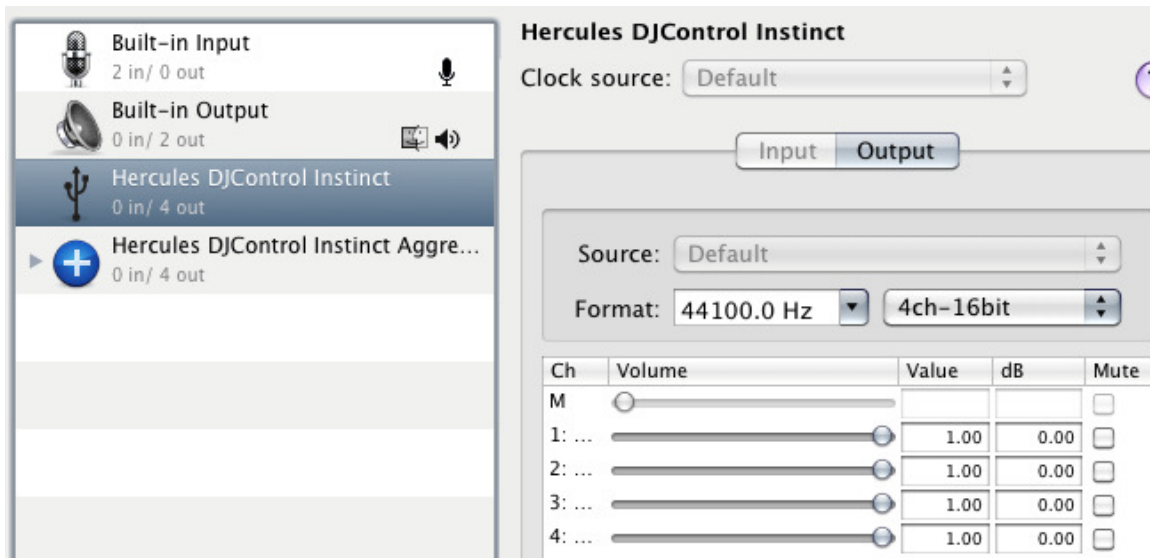 Built-in Input
2 in/ 0 out
Built-in Output
0 in/ 2 out
Hercules DJControl Instinct
0 in/ 4 out
Hercules DJControl Instinct Aggre...
0 in/ 4 out
Hercules DJControl Instinct
Clock source: Default
Input Output
Source: Default
Format: 44100.0 Hz 4ch-16bit
Ch Volume Value dB Mute
M
1: ... 1.00 0.00
2: ... 1.00 0.00
3: ... 1.00 0.00
4: ... 1.00 0.00